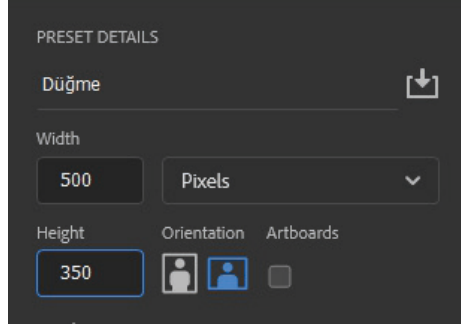 PRESET DETAILS
Düğme
Width
500 Pixels
Height Orientation Artboards
350